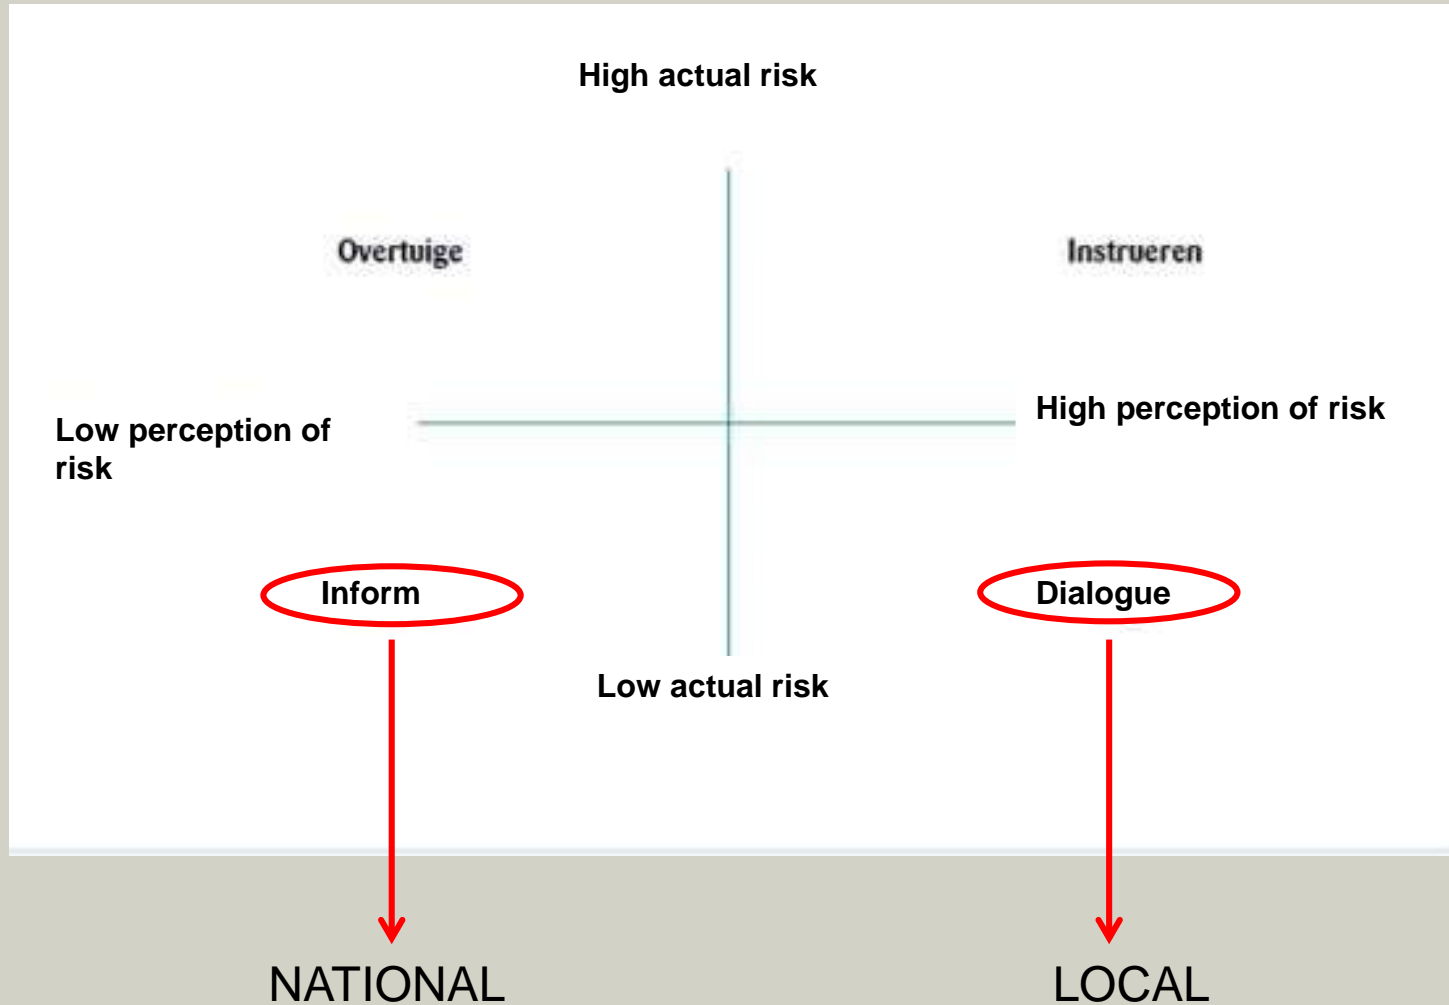 High actual risk
Overtuige
Instrueren
Low perception of
risk
High perception of risk
Inform
Dialogue
Low actual risk
NATIONAL
LOCAL